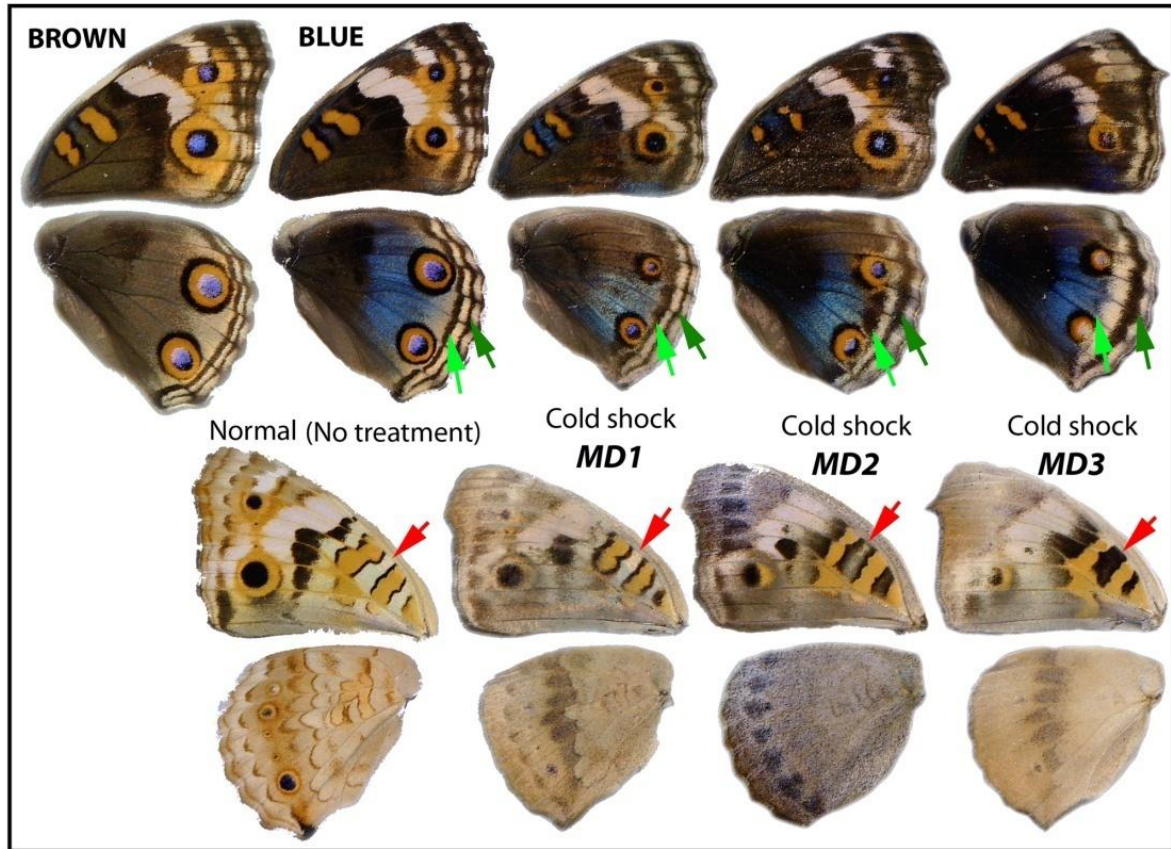 BROWN
BLUE
Normal (No treatment)
Cold shock
MD1
Cold shock
MD2
Cold shock
MD3